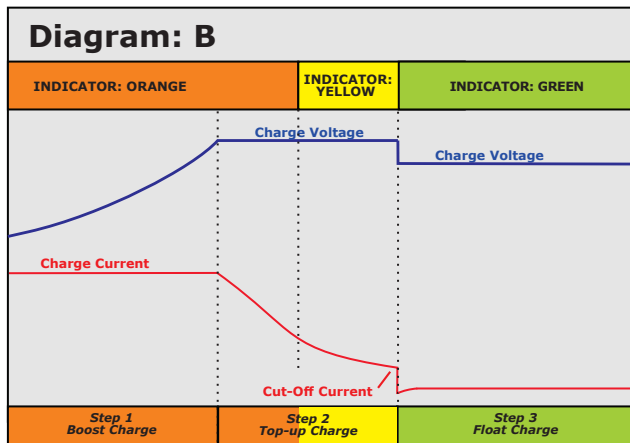 Diagram: B
INDICATOR: ORANGE
INDICATOR:
YELLOW
INDICATOR: GREEN
Charge Voltage
Charge Voltage
Charge Current
Cut-Off Current
Step 1
Boost Charge
Step 2
Top-up Charge
Step 3
Float Charge